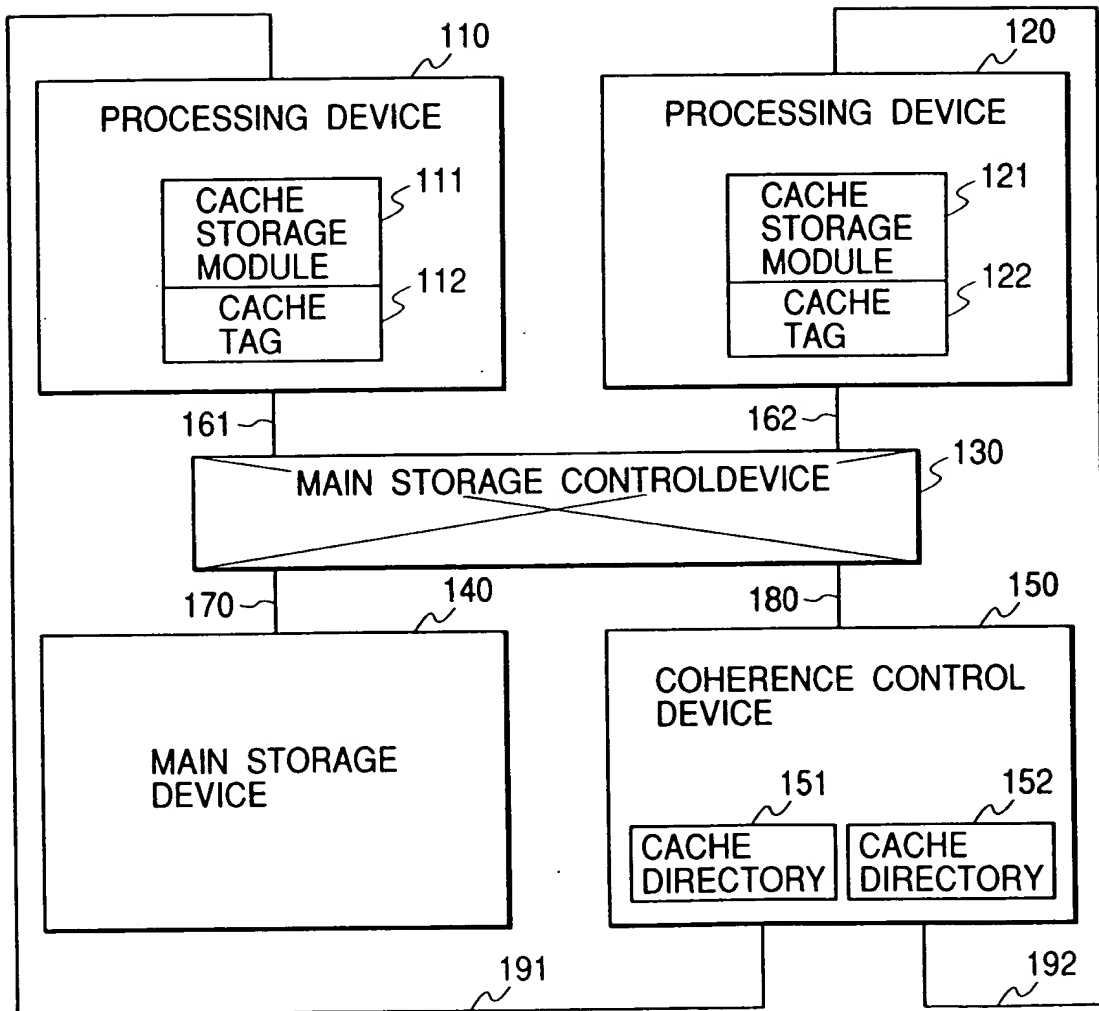 110
120
PROCESSING DEVICE
PROCESSING DEVICE
CACHE
STORAGE
MODULE
111
CACHE
TAG
112
CACHE
STORAGE
MODULE
121
CACHE
TAG
122
161
162
MAIN STORAGE CONTROLDEVICE
130
170
140
180
150
MAIN STORAGE
DEVICE
COHERENCE CONTROL
DEVICE
151
152
CACHE
DIRECTORY
CACHE
DIRECTORY
191
192